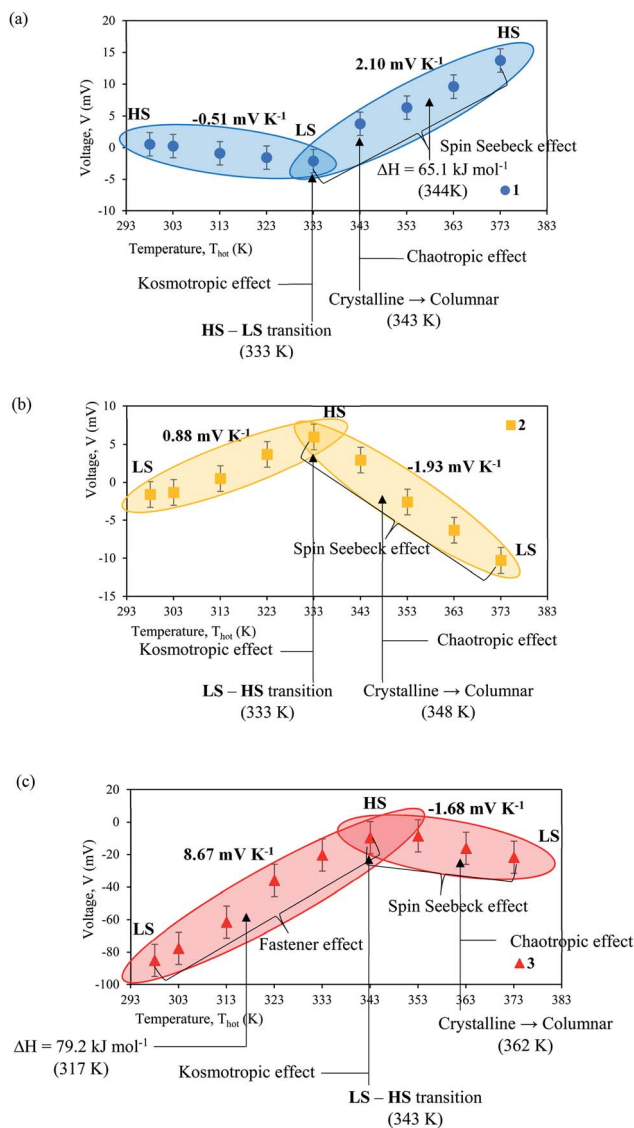 (a)
HS
2.10 mV K-1
-0.51 mV K-1
HS
LS
Voltage, V (mV)
20
15
10
5
0
-5
-10
Spin Seebeck effect
ΔH = 65.1 kJ mol-1
(344K)
1
293 303 313 323 333 343 353 363 373 383
Temperature, Thot (K)
Chaotropic effect
Kosmotropic effect
Crystalline → Columnar
(343 K)
HS – LS transition
(333 K)
(b)
HS
0.88 mV K-1
2
LS
-1.93 mV K-1
Voltage, V (mV)
10
5
0
-5
-10
-15
Spin Seebeck effect
LS
293 303 313 323 333 343 353 363 373 383
Temperature, Thot (K)
Chaotropic effect
Kosmotropic effect
LS – HS transition
(333 K)
Crystalline → Columnar
(348 K)
(c)
HS
-1.68 mV K-1
LS
8.67 mV K-1
Voltage, V (mV)
20
0
-20
-40
-60
-80
-100
Spin Seebeck effect
LS
Fastener effect
Chaotropic effect
3
293 303 313 323 333 343 353 363 373 383
Temperature, Thot (K)
Crystalline → Columnar
(362 K)
ΔH = 79.2 kJ mol-1
(317 K)
Kosmotropic effect
LS – HS transition
(343 K)